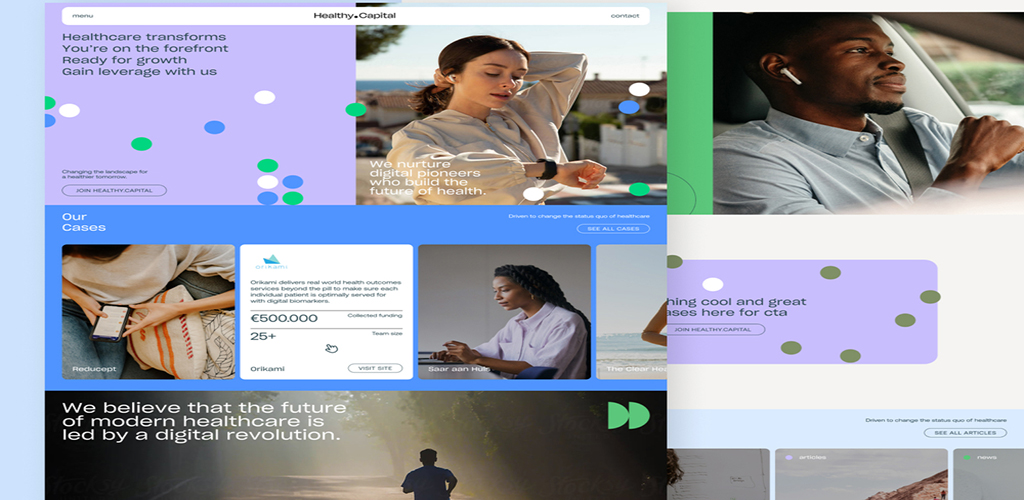 menu
Healthy.Capital
contact
Healthcare transforms
You're on the forefront
Ready for growth
Gain leverage with us
Changing the landscape for
a healthier tomorrow.
JOIN HEALTHY.CAPITAL
We nurture
digital pioneers
who build the
future of health.
Our
Cases
Driven to change the status quo of healthcare
SEE ALL CASES
Reducept
orikami
Orikami delivers real world health outcomes
services beyond the pill to make sure each
individual patient is optimally served for
with digital biomarkers.
€500.000
Collected funding
25+
Team size
Orikami
VISIT SITE
Saar aan Huis
The Clear
We believe that the future
of modern healthcare is
led by a digital revolution.
hing cool and great
ases here for cta
JOIN HEALTHY.CAPITAL
Driven to change the status quo of healthcare
SEE ALL ARTICLES
articles
news